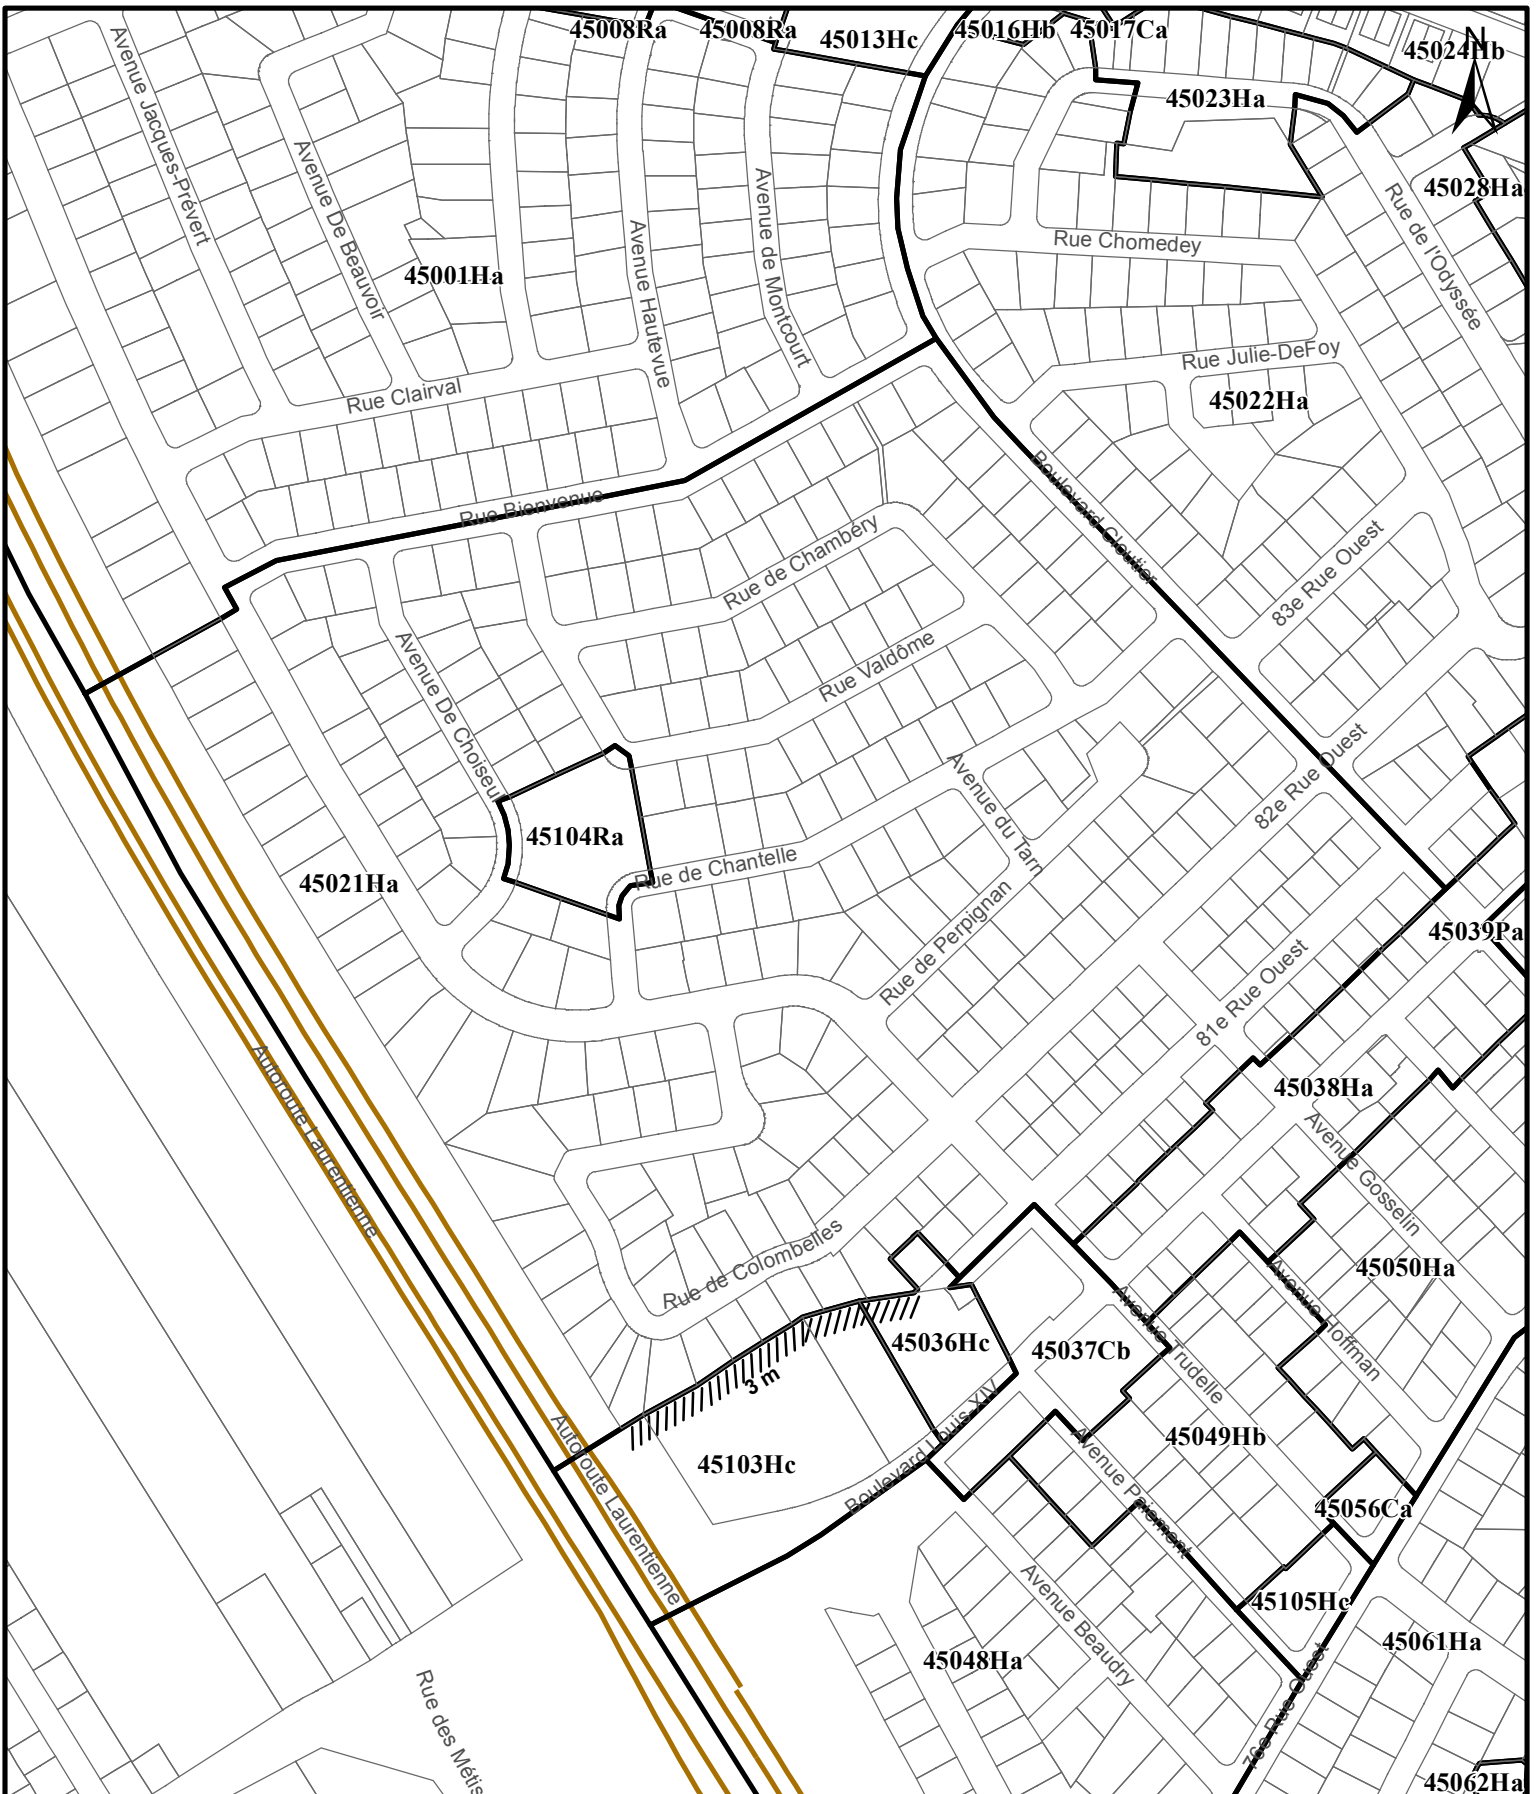 45008Ra
45008Ra
45013Hc
45016Hb
45017Ca
45024Hb
N
45023Ha
45028Ha
Avenue Jacques-Prévert
Avenue De Beauvoir
45001Ha
Avenue Hautevue
Avenue de Montcourt
Rue Chomedey
Rue de l'Odyssée
Rue Julie-DeFoy
45022Ha
Rue Clairval
Rue Bienvenue
Boulevard Cloutier
Rue de Chambéry
83e Rue Ouest
Rue Valdôme
Avenue De Choiseul
82e Rue Ouest
Avenue du Tarn
45104Ra
Rue de Chantelle
45021Ha
Rue de Perpignan
45039Pa
81e Rue Ouest
45038Ha
Autoroute Laurentienne
Avenue Gosselin
Rue de Colombelles
45050Ha
Avenue Hoffman
Avenue Trudelle
45036Hc
45037Cb
3 m
Boulevard Louis-XIV
45103Hc
Autoroute Laurentienne
Avenue Paiement
45049Hb
45056Ca
45105Hc
Avenue Beaudry
45048Ha
45061Ha
76e Rue Ouest
Rue des Métis
45062Ha